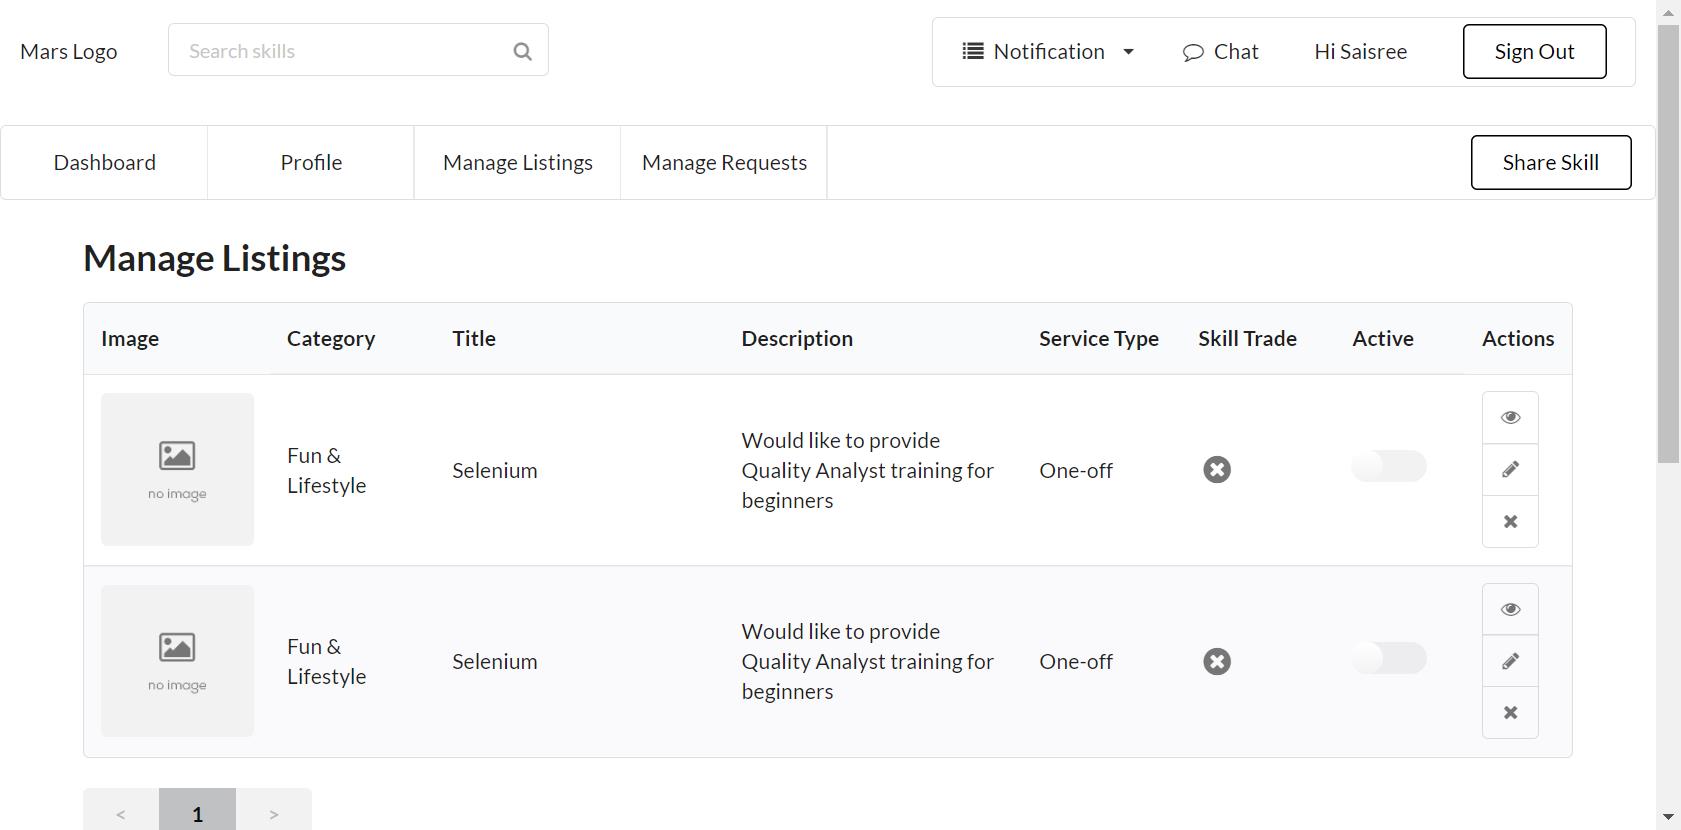 Mars Logo
Search skills
Notification
Chat
Hi Saisree
Sign Out
Dashboard
Profile
Manage Listings
Manage Requests
Share Skill
Manage Listings
Image
Category
Title
Description
Service Type
Skill Trade
Active
Actions
no image
Fun &
Lifestyle
Selenium
Would like to provide
Quality Analyst training for
beginners
One-off
no image
Fun &
Lifestyle
Selenium
Would like to provide
Quality Analyst training for
beginners
One-off
< 1 >